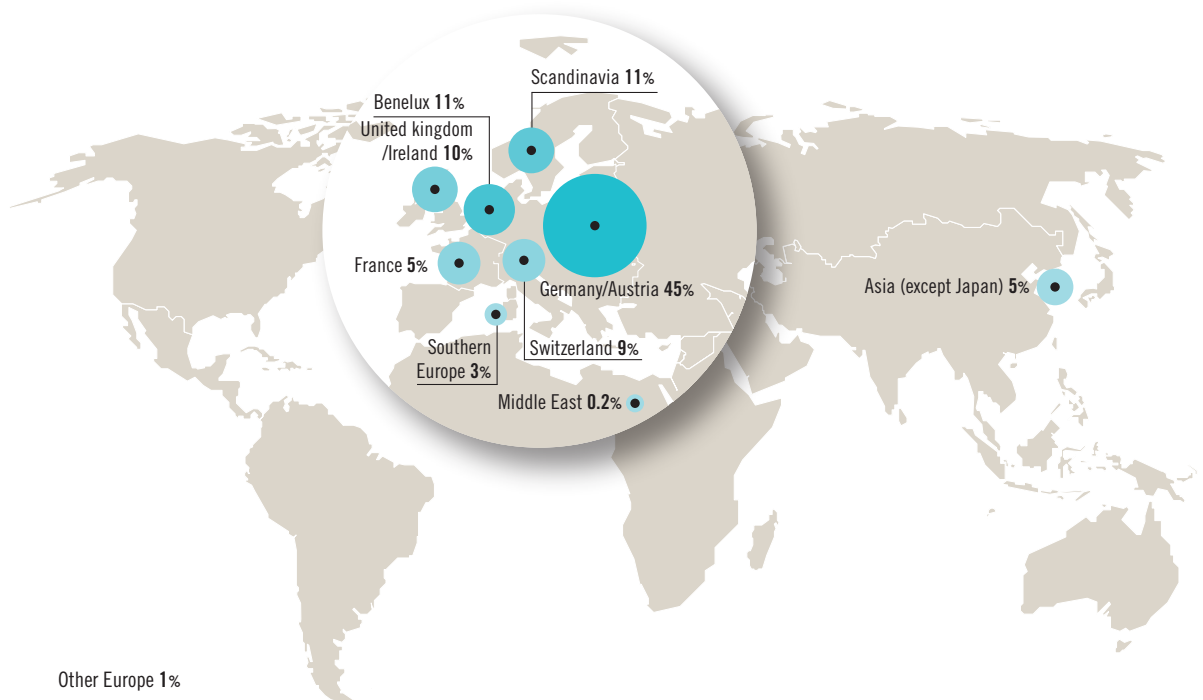 Scandinavia 11%
Benelux 11%
United kingdom
/Ireland 10%
France 5%
Germany/Austria 45%
Asia (except Japan) 5%
Southern
Europe 3%
Switzerland 9%
Middle East 0.2%
Other Europe 1%